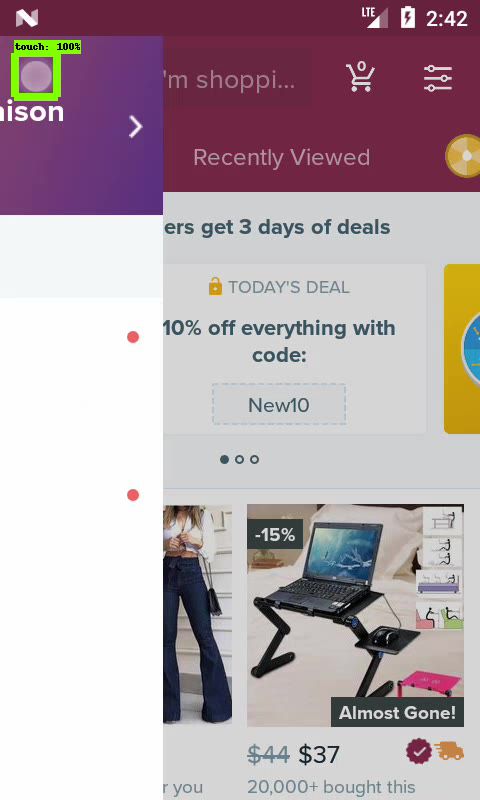 LTE 2:42
touch: 100%
'm shoppi...
0
Recently Viewed
ers get 3 days of deals
TODAY'S DEAL
10% off everything with
code:
New10
-15%
Almost Gone!
$44 $37
r you
20,000+ bought this